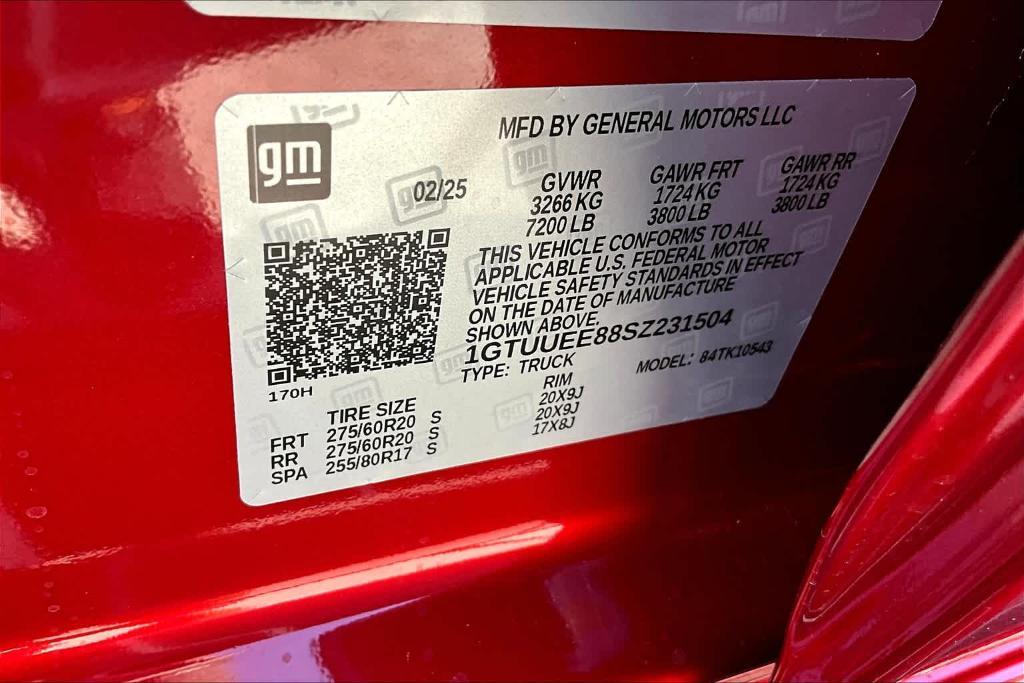 gm
MFD BY GENERAL MOTORS LLC
02/25
GVWR GAWR FRT GAWR RR
3266 KG 1724 KG 1724 KG
7200 LB 3800 LB 3800 LB
THIS VEHICLE CONFORMS TO ALL
APPLICABLE U.S. FEDERAL MOTOR
VEHICLE SAFETY STANDARDS IN EFFECT
ON THE DATE OF MANUFACTURE
SHOWN ABOVE.
1GTUUEE88SZ231504
TYPE: TRUCK MODEL: 84TK10543
170H
TIRE SIZE RIM
FRT 275/60R20 S 20X9J
RR 275/60R20 S 20X9J
SPA 255/80R17 S 17X8J